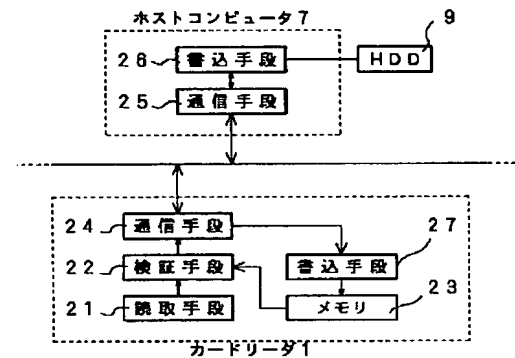 ホストコンピュータ7
9
26 書込手段 HDD
25 通信手段
24 通信手段 27
22 検証手段 書込手段
21 読取手段 メモリ 23
カードリーダ1